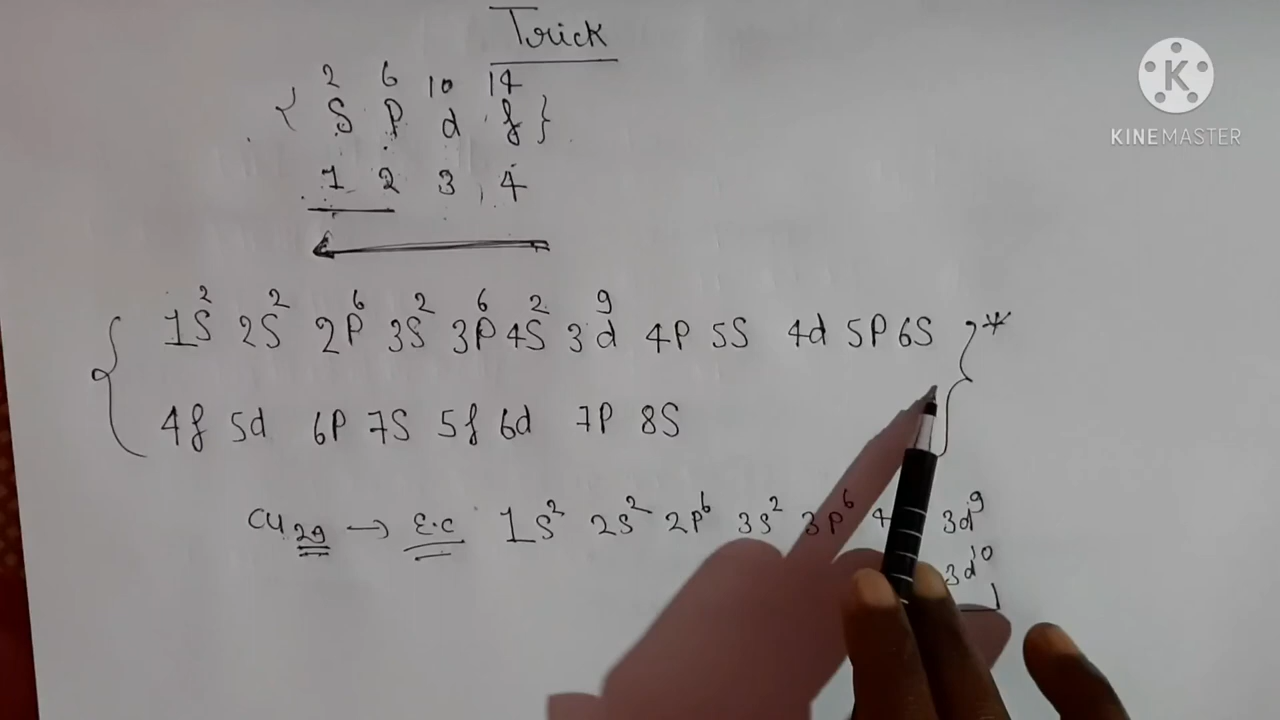 Trick
2 6 10 14
{ S P d f }
1 2 3 4
K
KINEMASTER
{ 1S² 2S² 2P⁶ 3S² 3P⁶ 4S² 3d⁹ 4P 5S 4d 5P 6S } *
4f 5d 6P 7S 5f 6d 7P 8S
Cu₂₉ → E.C 1S² 2S² 2P⁶ 3S² 3P⁶ 4 3d⁹
3d¹⁰